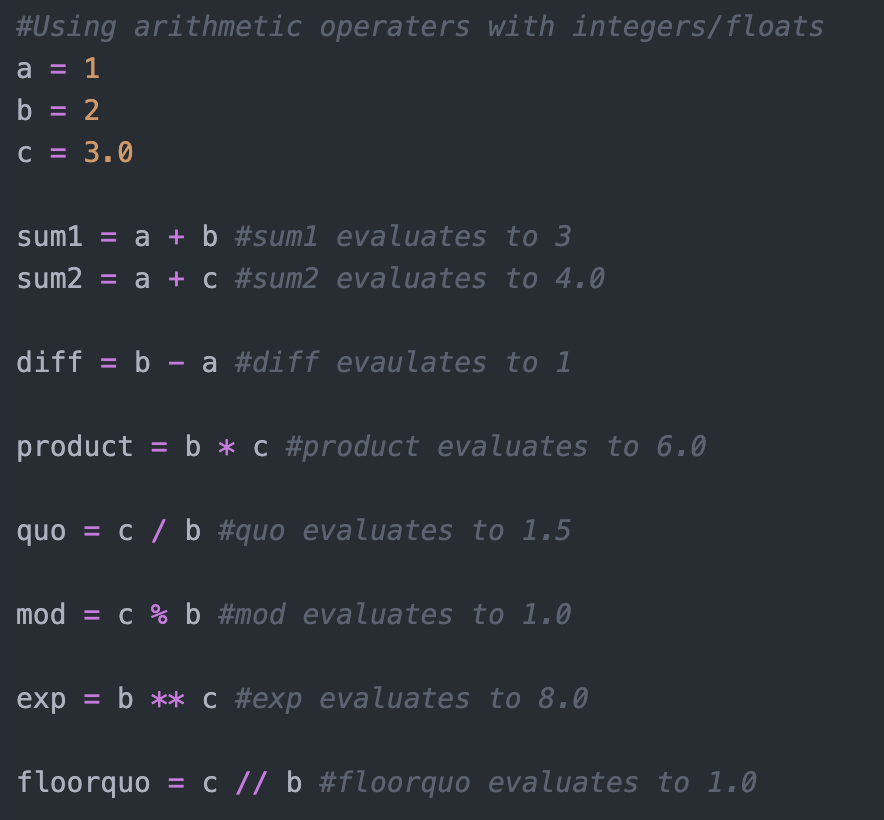 #Using arithmetic operaters with integers/floats
a = 1
b = 2
c = 3.0
sum1 = a + b #sum1 evaluates to 3
sum2 = a + c #sum2 evaluates to 4.0
diff = b - a #diff evaulates to 1
product = b * c #product evaluates to 6.0
quo = c / b #quo evaluates to 1.5
mod = c % b #mod evaluates to 1.0
exp = b ** c #exp evaluates to 8.0
floorquo = c // b #floorquo evaluates to 1.0